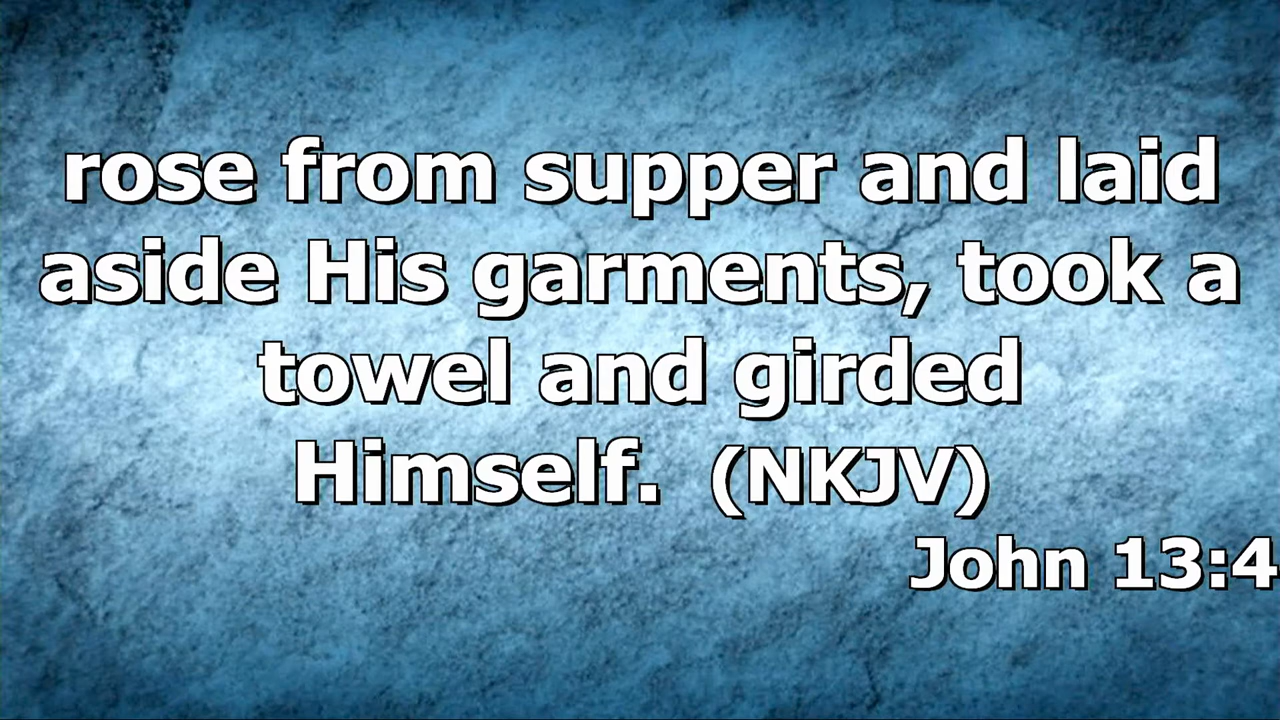 rose from supper and laid
aside His garments, took a
towel and girded
Himself. (NKJV)
John 13:4